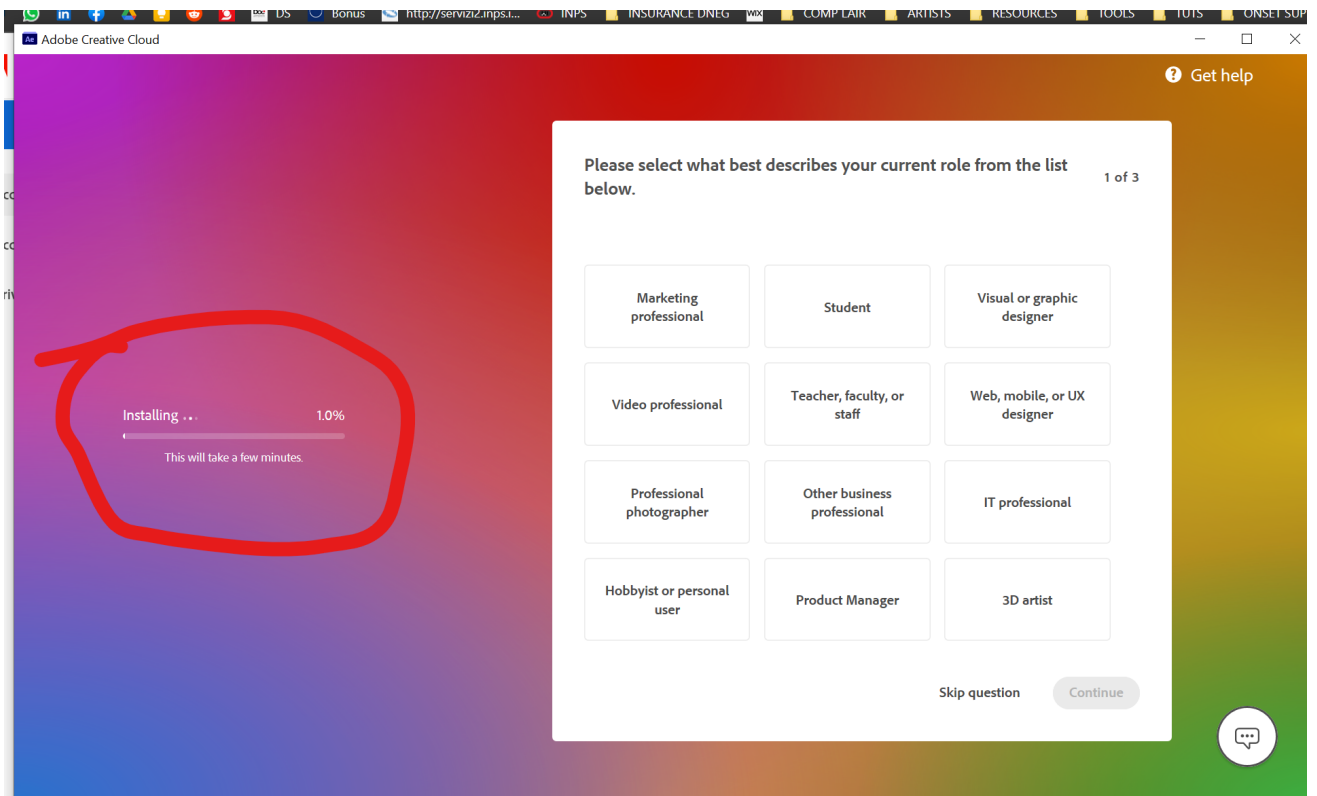 DS Bonus http://servizi2.inps.i... INPS INSURANCE DNEG WIX COMP LAIR ARTISTS RESOURCES TOOLS TUTS ONSET SUP
Ae Adobe Creative Cloud
Get help
Please select what best describes your current role from the list
below.
1 of 3
Marketing
professional
Student
Visual or graphic
designer
Video professional
Teacher, faculty, or
staff
Web, mobile, or UX
designer
Installing ...
1.0%
This will take a few minutes.
Professional
photographer
Other business
professional
IT professional
Hobbyist or personal
user
Product Manager
3D artist
Skip question
Continue